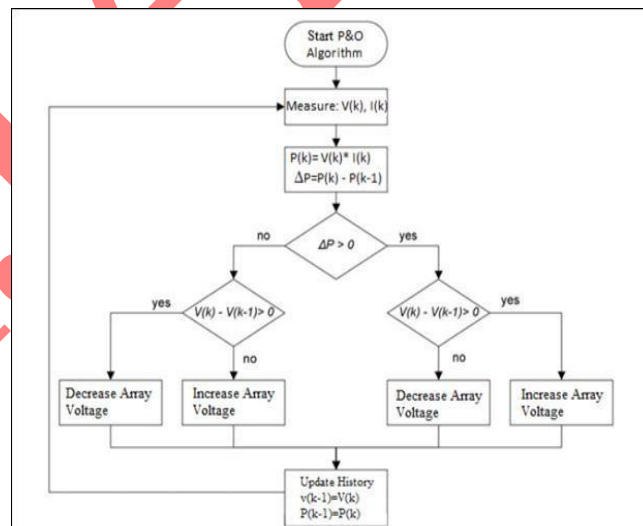 Start P&O
Algorithm
Measure: V(k), I(k)
P(k)= V(k)* I(k)
ΔP=P(k) - P(k-1)
no
ΔP > 0
yes
yes
V(k) - V(k-1)> 0
V(k) - V(k-1)> 0
yes
no
no
Decrease Array
Voltage
Increase Array
Voltage
Decrease Array
Voltage
Increase Array
Voltage
Update History
v(k-1)=V(k)
P(k-1)=P(k)